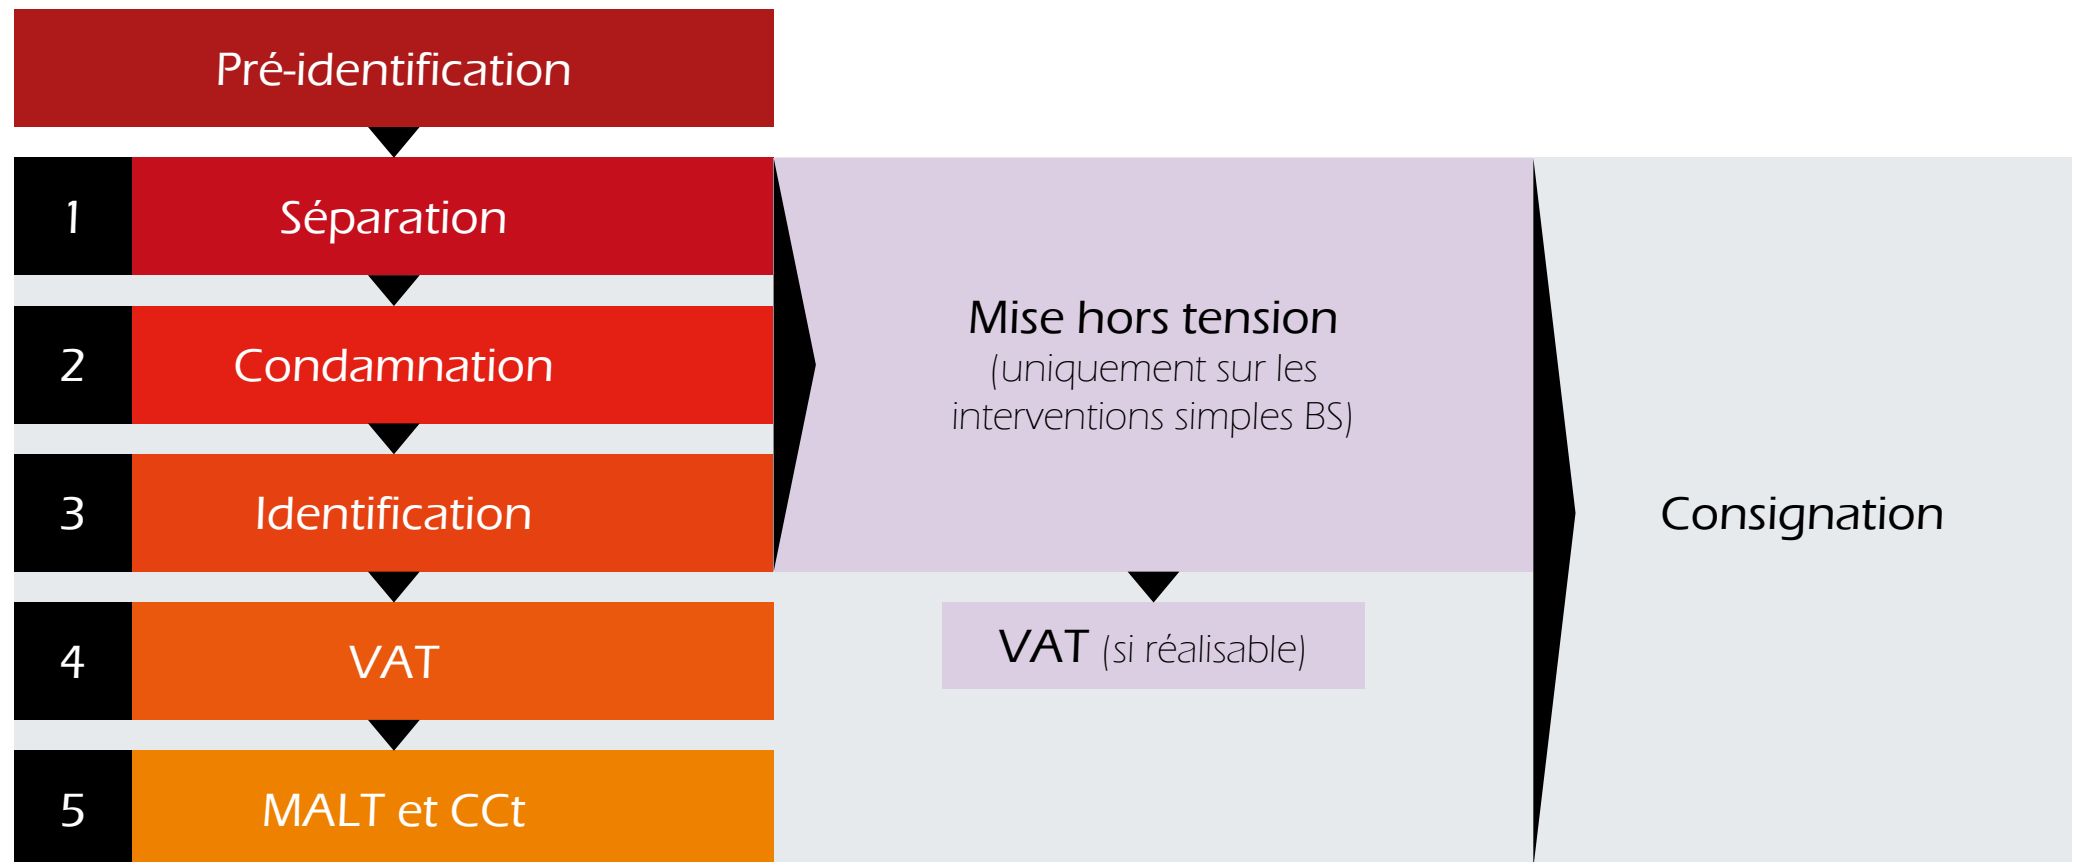 Pré-identification
1
Séparation
2
Condamnation
3
Identification
4
VAT
5
MALT et CCt
Mise hors tension
(uniquement sur les
interventions simples BS)
VAT (si réalisable)
Consignation